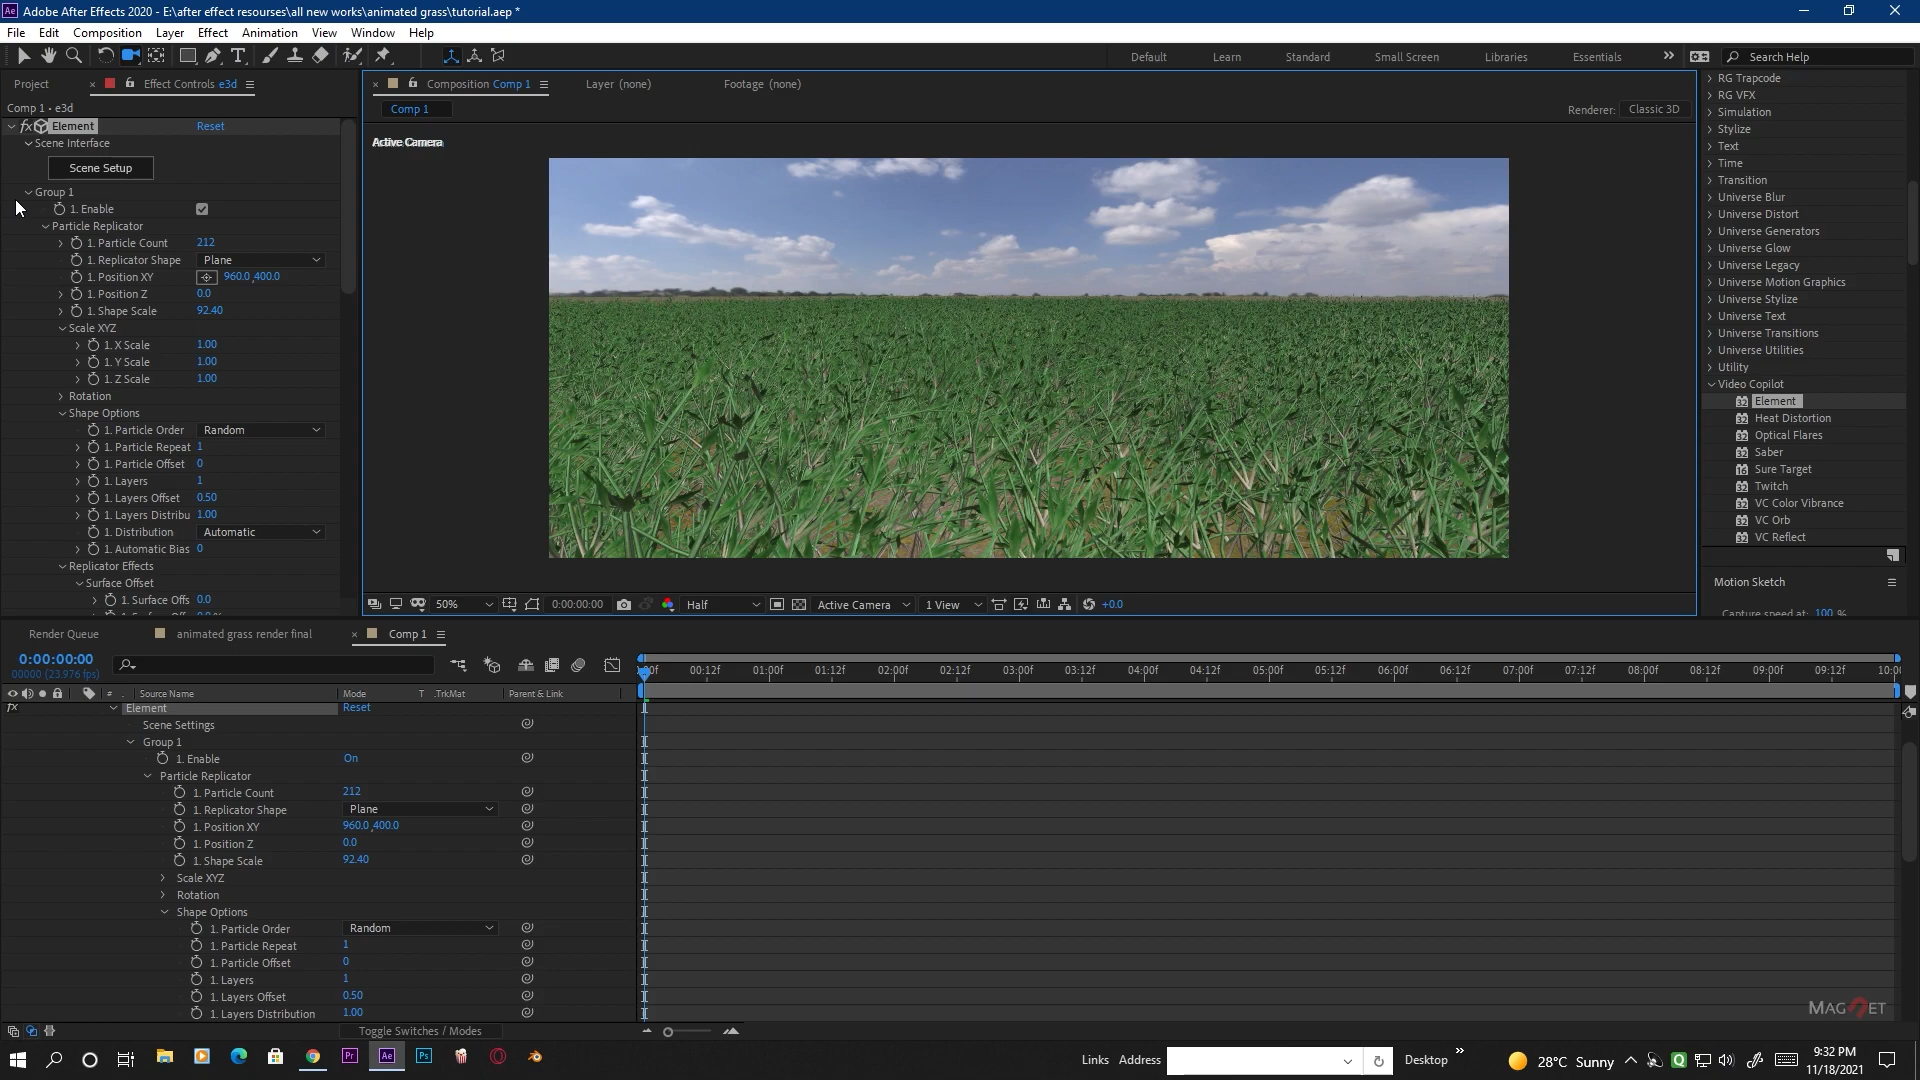 Adobe After Effects 2020 - E:\after effect resourses\all new works\animated grass\tutorial.aep *
File Edit Composition Layer Effect Animation View Window Help
Default Learn Standard Small Screen Libraries Essentials Search Help
Project Effect Controls e3d
Comp 1 • e3d
Element Reset
Scene Interface
Scene Setup
Group 1
1. Enable
Particle Replicator
1. Particle Count 212
1. Replicator Shape Plane
1. Position XY 960.0 ,400.0
1. Position Z 0.0
1. Shape Scale 92.40
Scale XYZ
1. X Scale 1.00
1. Y Scale 1.00
1. Z Scale 1.00
Rotation
Shape Options
1. Particle Order Random
1. Particle Repeat 1
1. Particle Offset 0
1. Layers 1
1. Layers Offset 0.50
1. Layers Distribu 1.00
1. Distribution Automatic
1. Automatic Bias 0
Replicator Effects
Surface Offset
1. Surface Offs 0.0
Composition Comp 1 Layer (none) Footage (none)
Comp 1
Renderer: Classic 3D
Active Camera
50% 0:00:00:00 Half Active Camera 1 View +0.0
RG Trapcode
RG VFX
Simulation
Stylize
Text
Time
Transition
Universe Blur
Universe Distort
Universe Generators
Universe Glow
Universe Legacy
Universe Motion Graphics
Universe Stylize
Universe Text
Universe Transitions
Universe Utilities
Utility
Video Copilot
Element
Heat Distortion
Optical Flares
Saber
Sure Target
Twitch
VC Color Vibrance
VC Orb
VC Reflect
Motion Sketch
Capture speed at: 100 %
Render Queue animated grass render final Comp 1
0:00:00:00
00000 (23.976 fps)
00f 00:12f 01:00f 01:12f 02:00f 02:12f 03:00f 03:12f 04:00f 04:12f 05:00f 05:12f 06:00f 06:12f 07:00f 07:12f 08:00f 08:12f 09:00f 09:12f 10:00
# . Source Name Mode T .TrkMat Parent & Link
fx Element Reset
Scene Settings
Group 1
1. Enable On
Particle Replicator
1. Particle Count 212
1. Replicator Shape Plane
1. Position XY 960.0 ,400.0
1. Position Z 0.0
1. Shape Scale 92.40
Scale XYZ
Rotation
Shape Options
1. Particle Order Random
1. Particle Repeat 1
1. Particle Offset 0
1. Layers 1
1. Layers Offset 0.50
1. Layers Distribution 1.00
Toggle Switches / Modes
MAGNET
Links Address Desktop 28°C Sunny 9:32 PM
11/18/2021